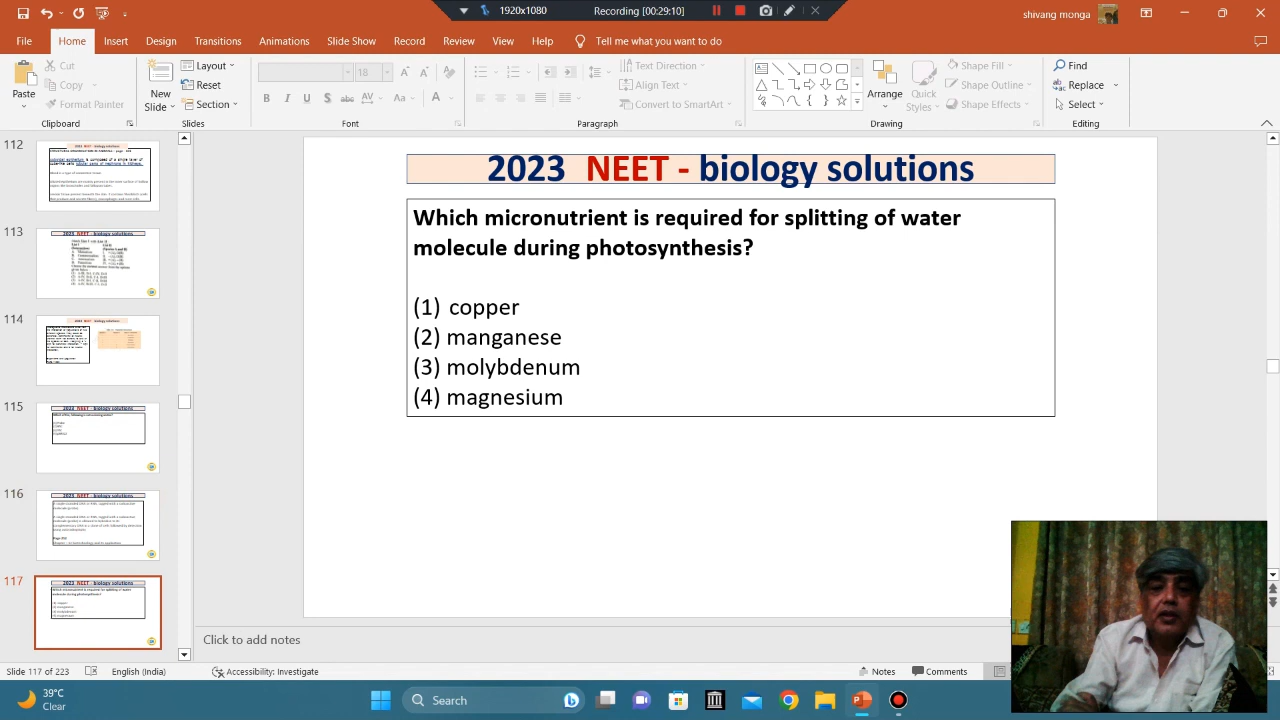 1920x1080
Recording [00:29:10]
shivang monga
File Home Insert Design Transitions Animations Slide Show Record Review View Help Tell me what you want to do
Paste
Cut
Copy
Format Painter
Clipboard
New Slide
Layout
Reset
Section
Slides
18
Font
Text Direction
Align Text
Convert to SmartArt
Paragraph
Arrange
Quick Styles
Shape Fill
Shape Outline
Shape Effects
Drawing
Find
Replace
Select
Editing
112
113
114
115
116
117
2023 NEET - biology solutions
Which micronutrient is required for splitting of water
molecule during photosynthesis?
(1) copper
(2) manganese
(3) molybdenum
(4) magnesium
Click to add notes
Slide 117 of 223 English (India) Accessibility: Investigate Notes Comments
39°C
Clear
Search